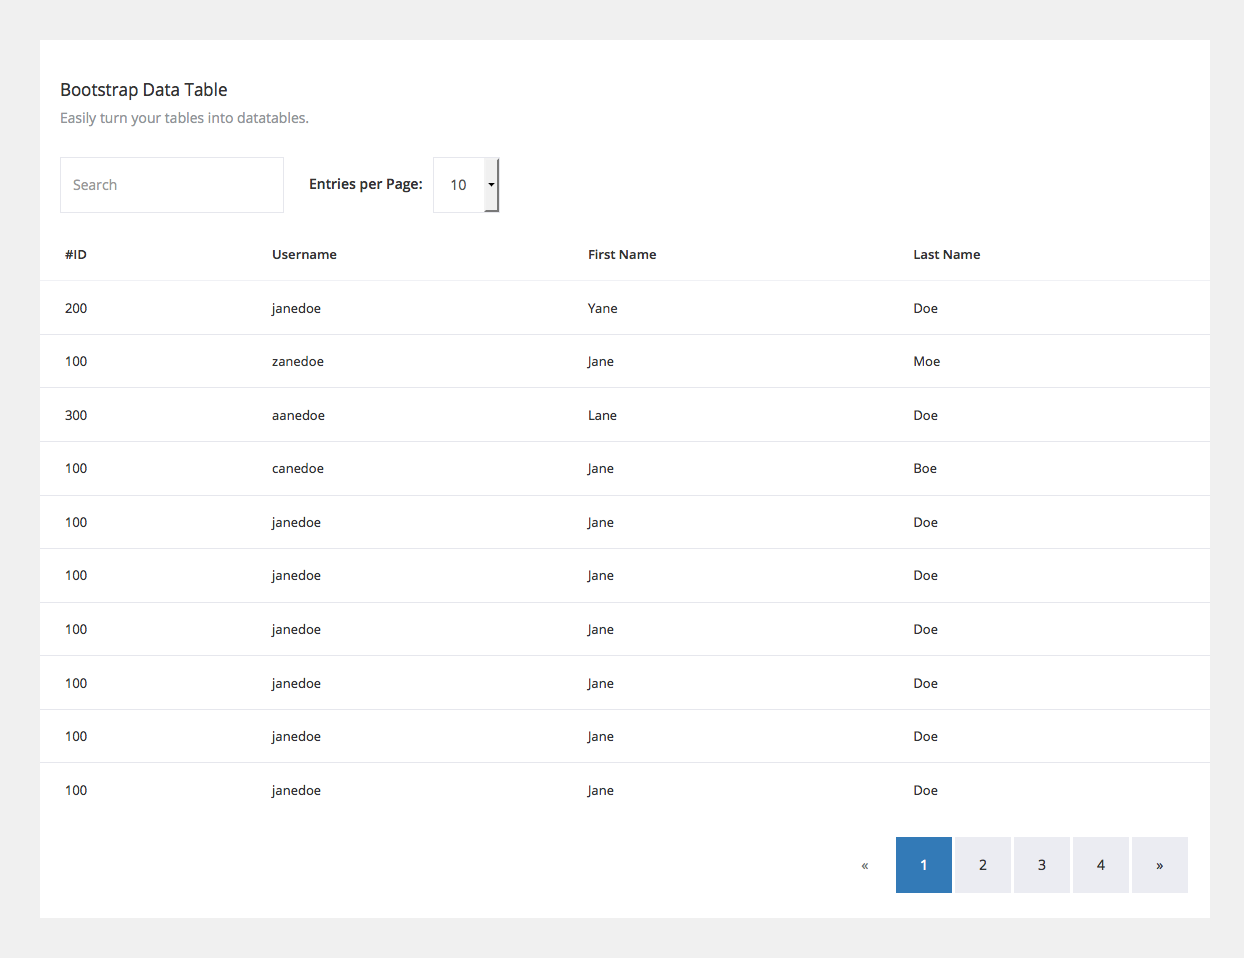 Bootstrap Data Table
Easily turn your tables into datatables.
Search Entries per Page: 10
#ID Username First Name Last Name
200 janedoe Yane Doe
100 zanedoe Jane Moe
300 aanedoe Lane Doe
100 canedoe Jane Boe
100 janedoe Jane Doe
100 janedoe Jane Doe
100 janedoe Jane Doe
100 janedoe Jane Doe
100 janedoe Jane Doe
100 janedoe Jane Doe
« 1 2 3 4 »